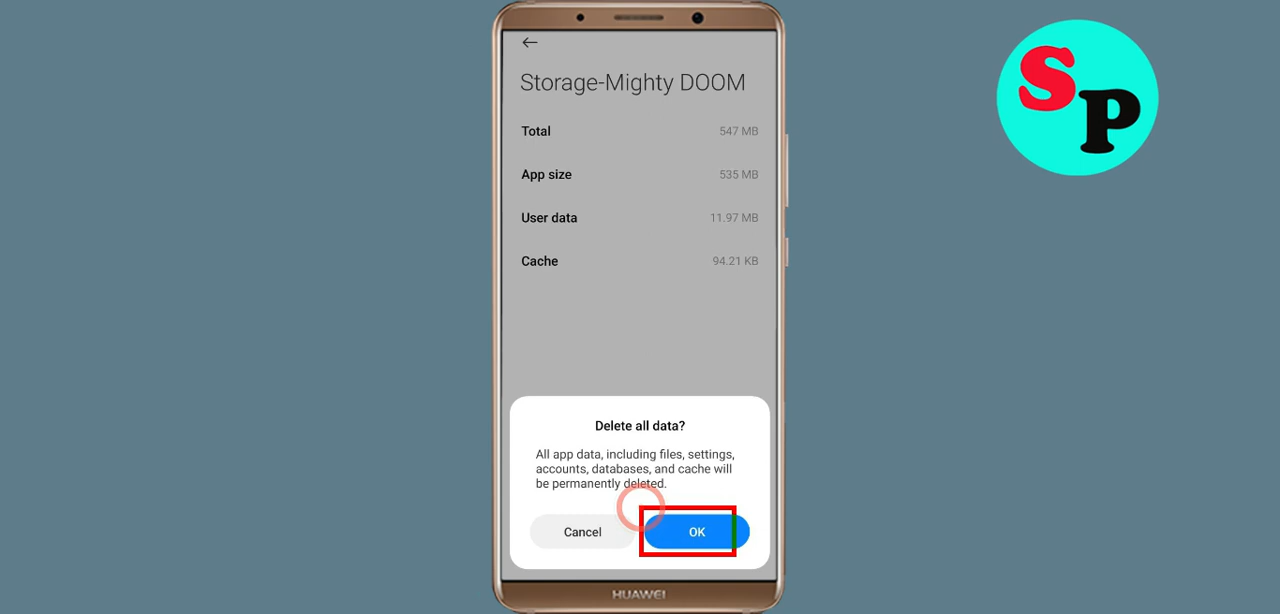 Storage-Mighty DOOM
Total 547 MB
App size 535 MB
User data 11.97 MB
Cache 94.21 KB
Delete all data?
All app data, including files, settings,
accounts, databases, and cache will
be permanently deleted.
Cancel OK
HUAWEI
SP